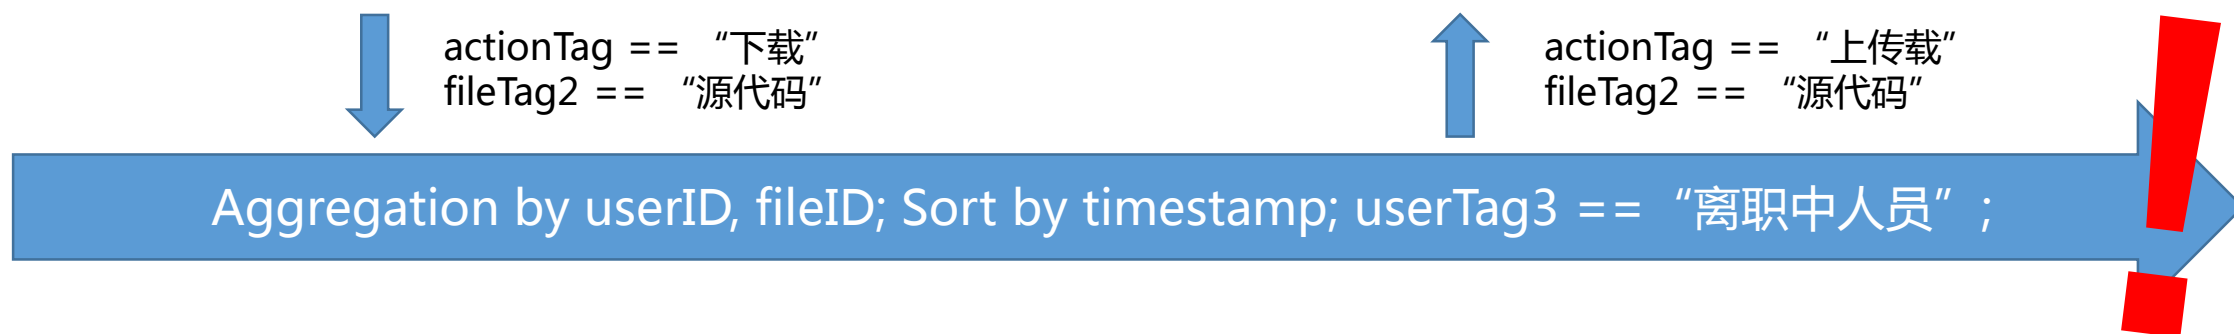 actionTag == “下载”
fileTag2 == “源代码”
actionTag == “上传载”
fileTag2 == “源代码”
Aggregation by userID, fileID; Sort by timestamp; userTag3 == “离职中人员”;